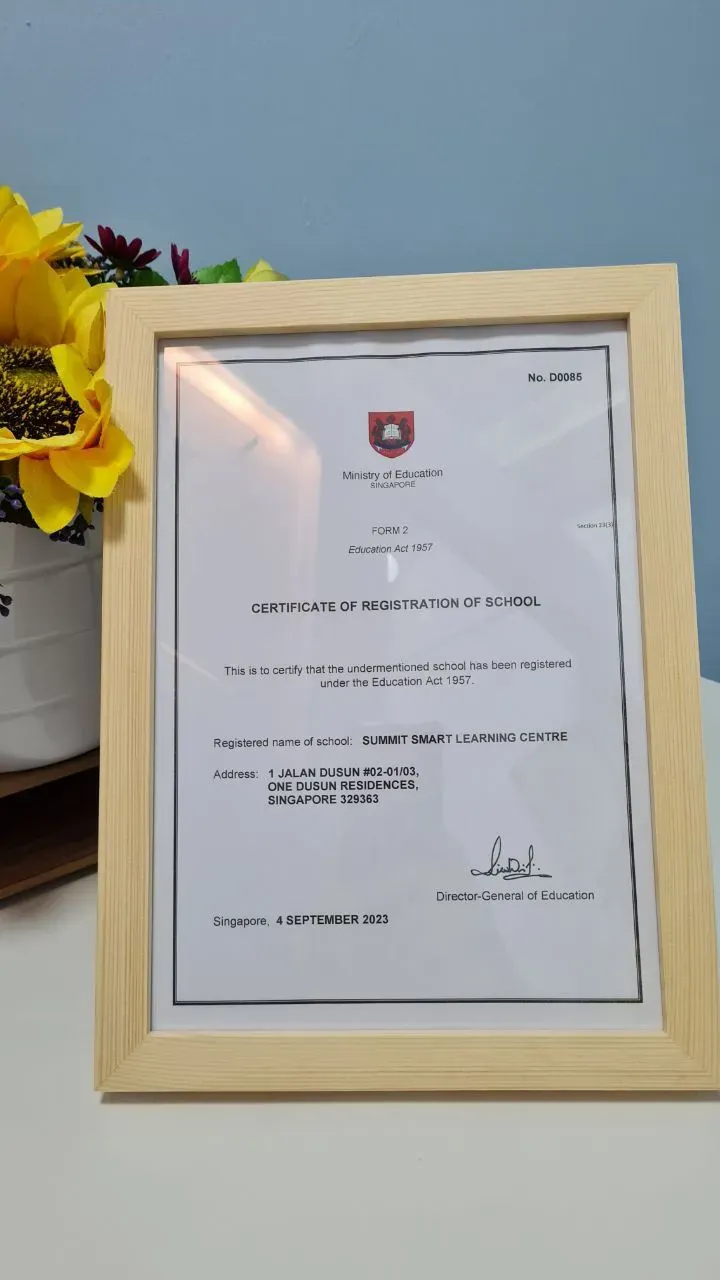 No. D0085
Ministry of Education
SINGAPORE
Section 23(3)
FORM 2
Education Act 1957
CERTIFICATE OF REGISTRATION OF SCHOOL
This is to certify that the undermentioned school has been registered
under the Education Act 1957.
Registered name of school: SUMMIT SMART LEARNING CENTRE
Address: 1 JALAN DUSUN #02-01/03,
ONE DUSUN RESIDENCES,
SINGAPORE 329363
Director-General of Education
Singapore, 4 SEPTEMBER 2023